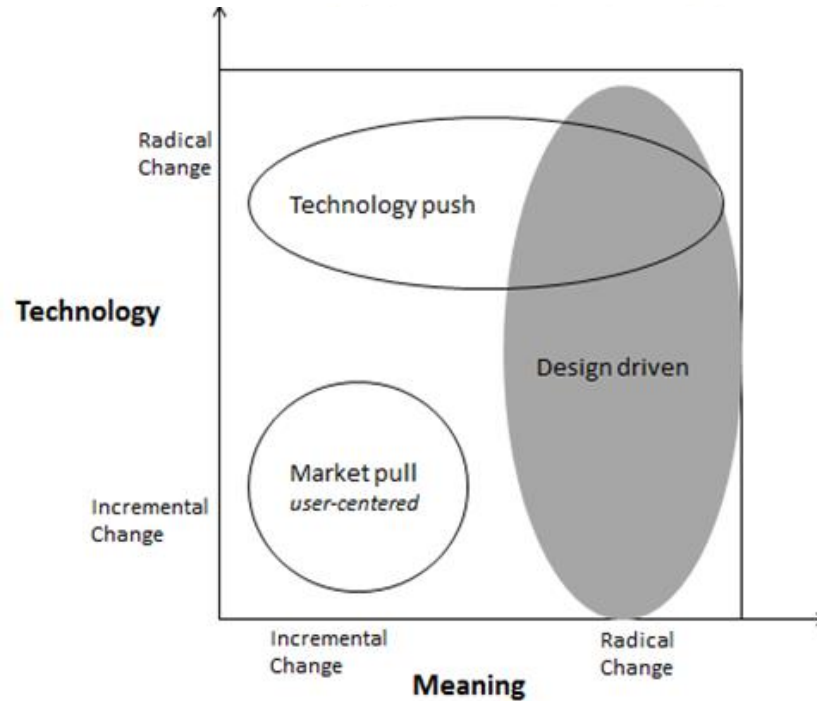 Radical
Change
Technology push
Technology
Design driven
Market pull
user-centered
Incremental
Change
Incremental
Change
Radical
Change
Meaning